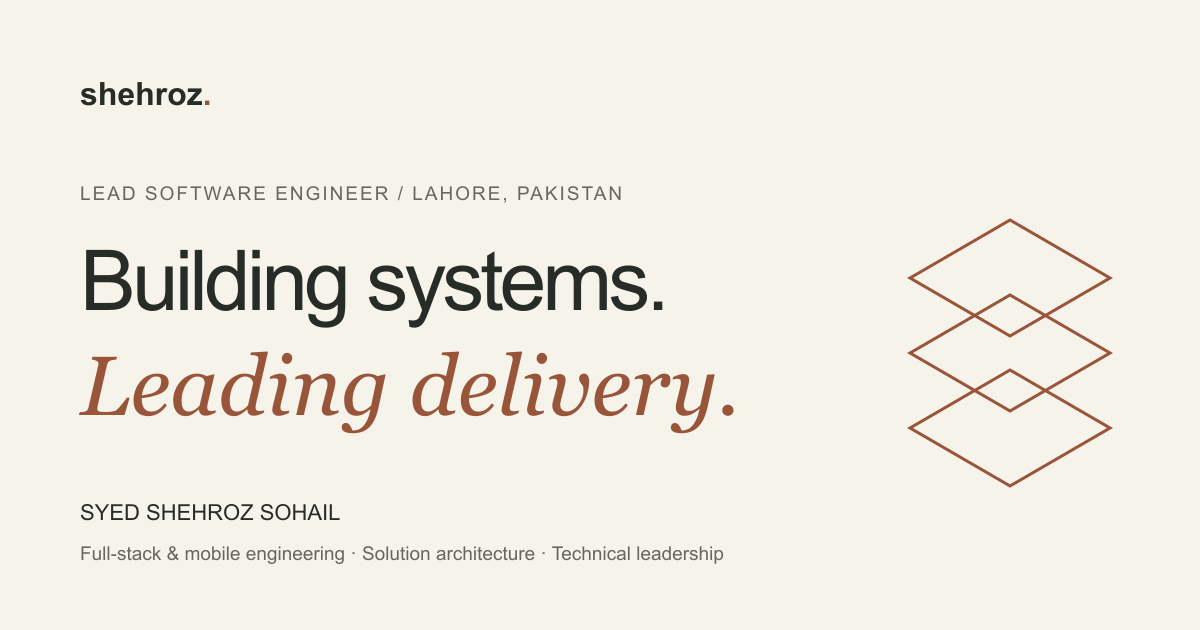 shehroz.
LEAD SOFTWARE ENGINEER / LAHORE, PAKISTAN
Building systems.
Leading delivery.
SYED SHEHROZ SOHAIL
Full-stack & mobile engineering · Solution architecture · Technical leadership